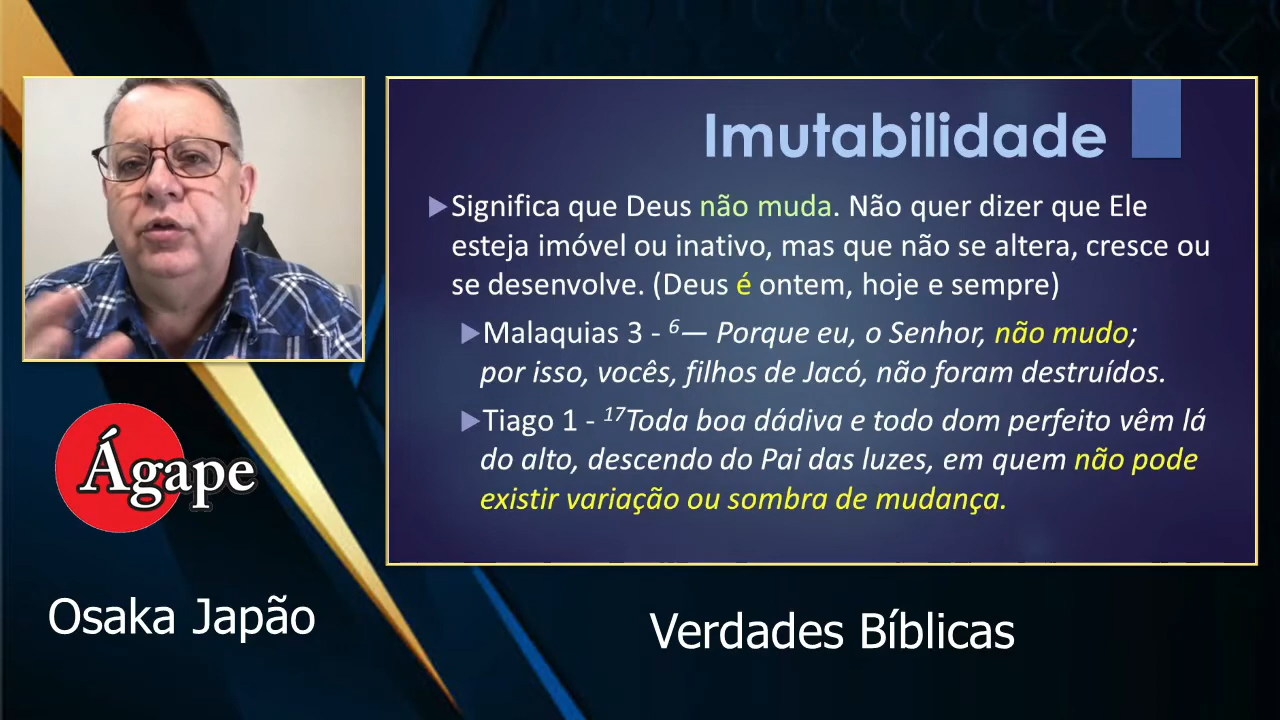 Imutabilidade
Significa que Deus não muda. Não quer dizer que Ele
esteja imóvel ou inativo, mas que não se altera, cresce ou
se desenvolve. (Deus é ontem, hoje e sempre)
Malaquias 3 - ⁶— Porque eu, o Senhor, não mudo;
por isso, vocês, filhos de Jacó, não foram destruídos.
Tiago 1 - ¹⁷Toda boa dádiva e todo dom perfeito vêm lá
do alto, descendo do Pai das luzes, em quem não pode
existir variação ou sombra de mudança.
Ágape
Osaka Japão
Verdades Bíblicas